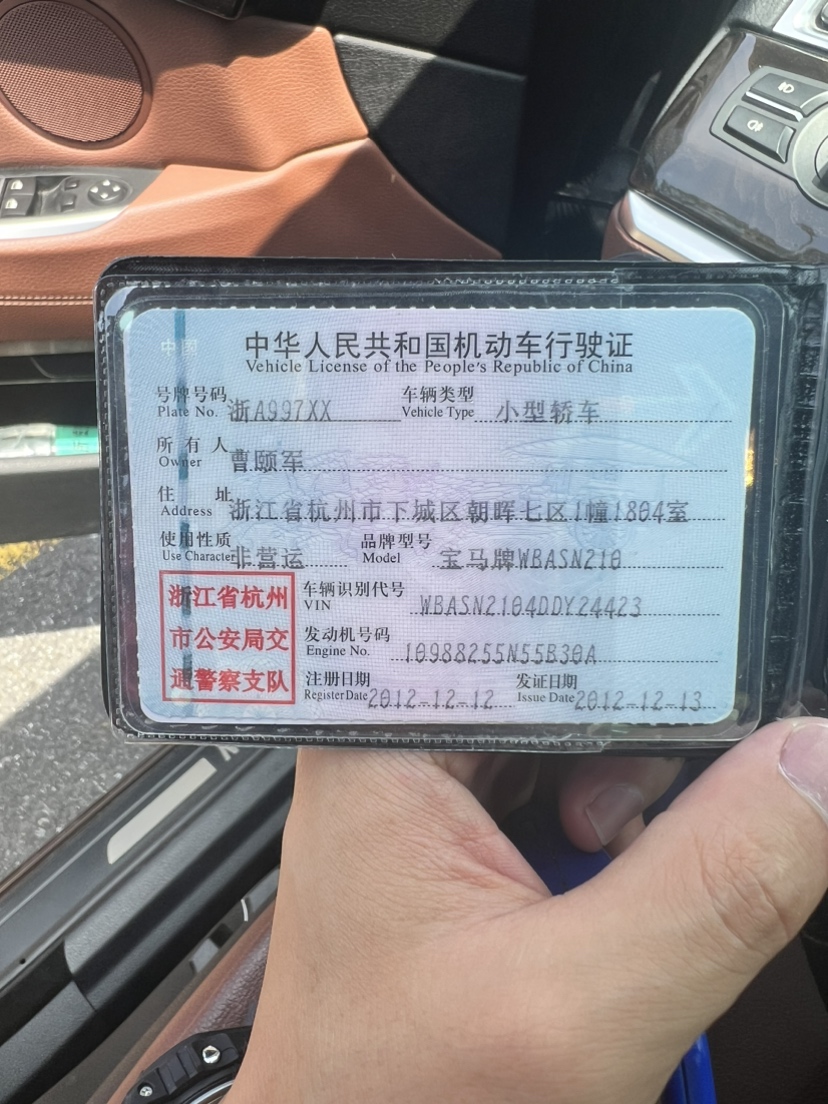 中国
中华人民共和国机动车行驶证
Vehicle License of the People's Republic of China
号牌号码 浙A997XX 车辆类型 小型轿车
Plate No. Vehicle Type
所有人 曹颐军
Owner
住址 浙江省杭州市下城区朝晖七区1幢1804室
Address
使用性质 非营运 品牌型号 宝马牌WBASN210
Use Character Model
浙江省杭州
市公安局交
通警察支队
车辆识别代号 WBASN2104DDY24423
VIN
发动机号码 10988255N55B30A
Engine No.
注册日期 2012-12-12 发证日期 2012-12-13
Register Date Issue Date